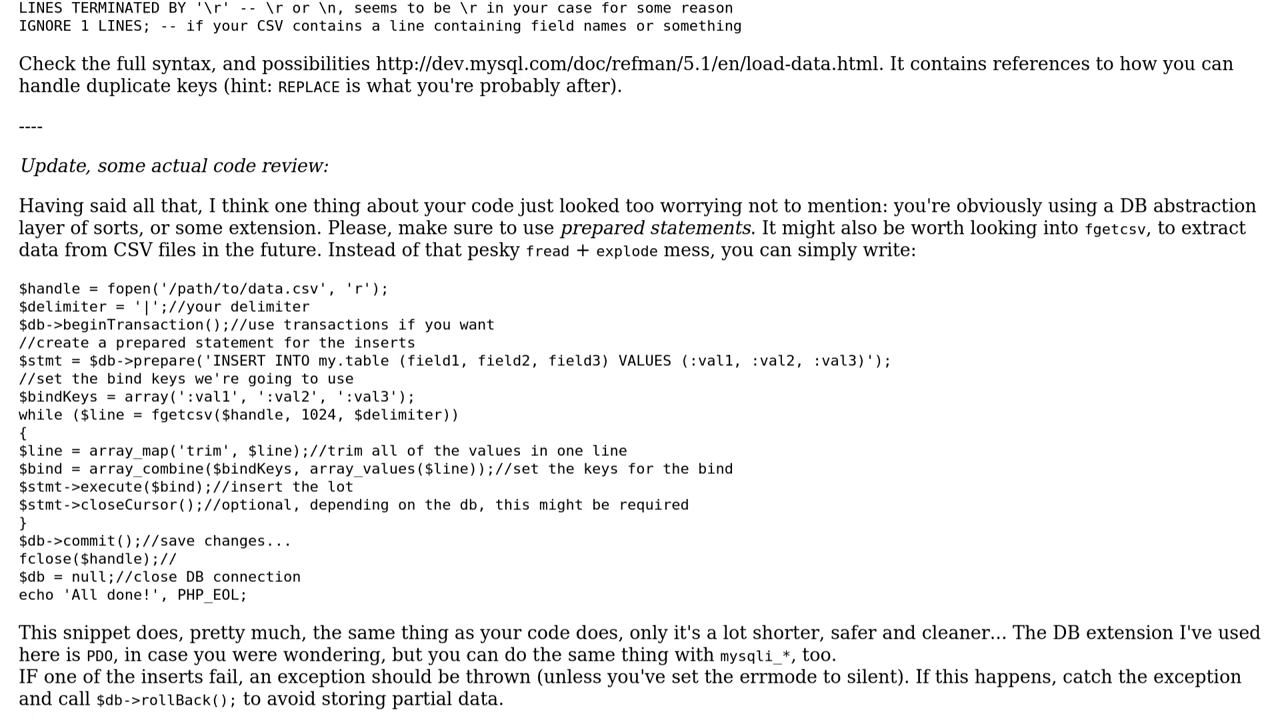 LINES TERMINATED BY '\r' -- \r or \n, seems to be \r in your case for some reason
IGNORE 1 LINES; -- if your CSV contains a line containing field names or something
Check the full syntax, and possibilities http://dev.mysql.com/doc/refman/5.1/en/load-data.html. It contains references to how you can
handle duplicate keys (hint: REPLACE is what you're probably after).
----
Update, some actual code review:
Having said all that, I think one thing about your code just looked too worrying not to mention: you're obviously using a DB abstraction
layer of sorts, or some extension. Please, make sure to use prepared statements. It might also be worth looking into fgetcsv, to extract
data from CSV files in the future. Instead of that pesky fread + explode mess, you can simply write:
$handle = fopen('/path/to/data.csv', 'r');
$delimiter = '|';//your delimiter
$db->beginTransaction();//use transactions if you want
//create a prepared statement for the inserts
$stmt = $db->prepare('INSERT INTO my.table (field1, field2, field3) VALUES (:val1, :val2, :val3)');
//set the bind keys we're going to use
$bindKeys = array(':val1', ':val2', ':val3');
while ($line = fgetcsv($handle, 1024, $delimiter))
{
$line = array_map('trim', $line);//trim all of the values in one line
$bind = array_combine($bindKeys, array_values($line));//set the keys for the bind
$stmt->execute($bind);//insert the lot
$stmt->closeCursor();//optional, depending on the db, this might be required
}
$db->commit();//save changes...
fclose($handle);//
$db = null;//close DB connection
echo 'All done!', PHP_EOL;
This snippet does, pretty much, the same thing as your code does, only it's a lot shorter, safer and cleaner... The DB extension I've used
here is PDO, in case you were wondering, but you can do the same thing with mysqli_*, too.
IF one of the inserts fail, an exception should be thrown (unless you've set the errmode to silent). If this happens, catch the exception
and call $db->rollBack(); to avoid storing partial data.